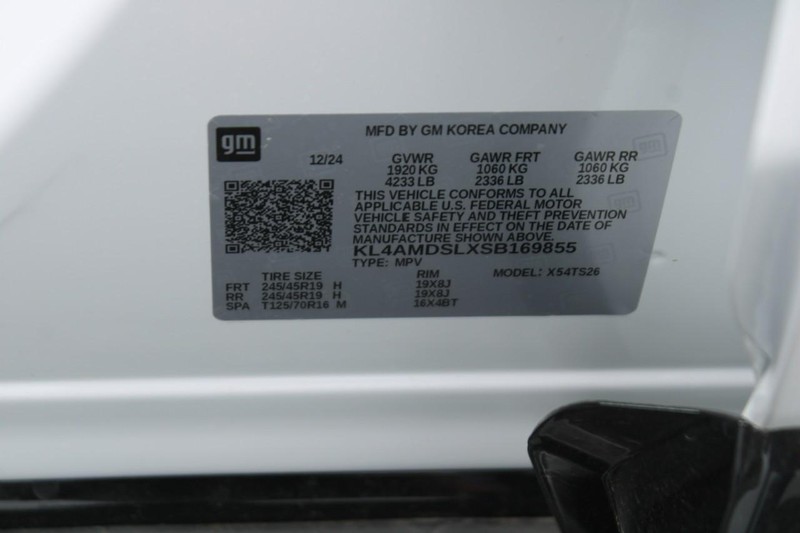 gm
MFD BY GM KOREA COMPANY
12/24 GVWR GAWR FRT GAWR RR
1920 KG 1060 KG 1060 KG
4233 LB 2336 LB 2336 LB
THIS VEHICLE CONFORMS TO ALL
APPLICABLE U.S. FEDERAL MOTOR
VEHICLE SAFETY AND THEFT PREVENTION
STANDARDS IN EFFECT ON THE DATE OF
MANUFACTURE SHOWN ABOVE.
KL4AMDSLXSB169855
TYPE: MPV MODEL: X54TS26
TIRE SIZE RIM
FRT 245/45R19 H 19X8J
RR 245/45R19 H 19X8J
SPA T125/70R16 M 16X4BT